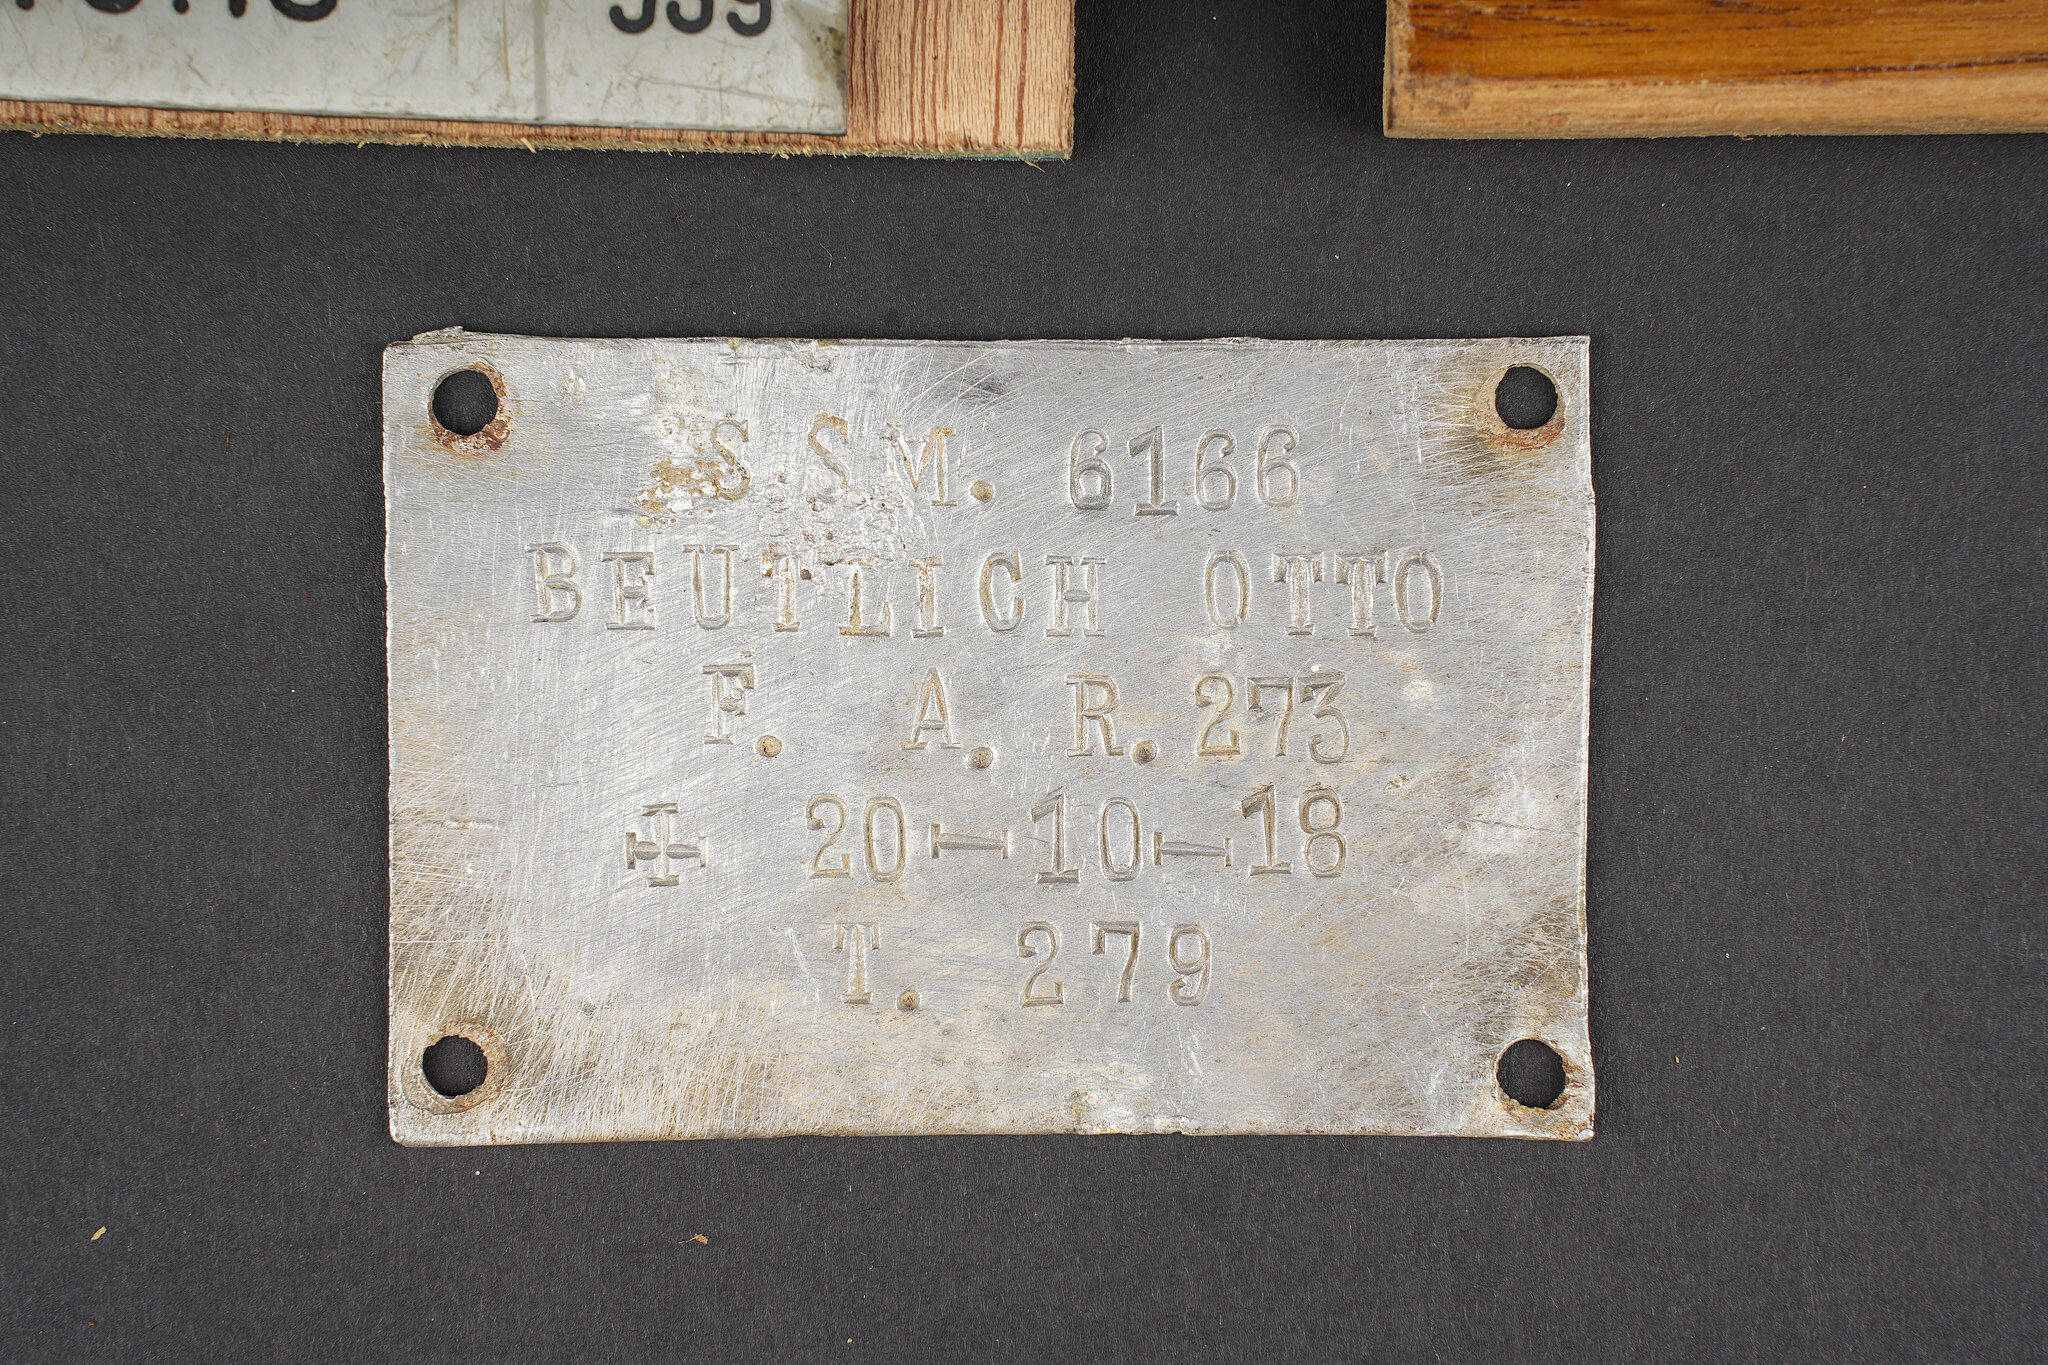 S.S M. 6166
BEUTLICH OTTO
F. A. R. 273
✠ 20-10-18
T. 279